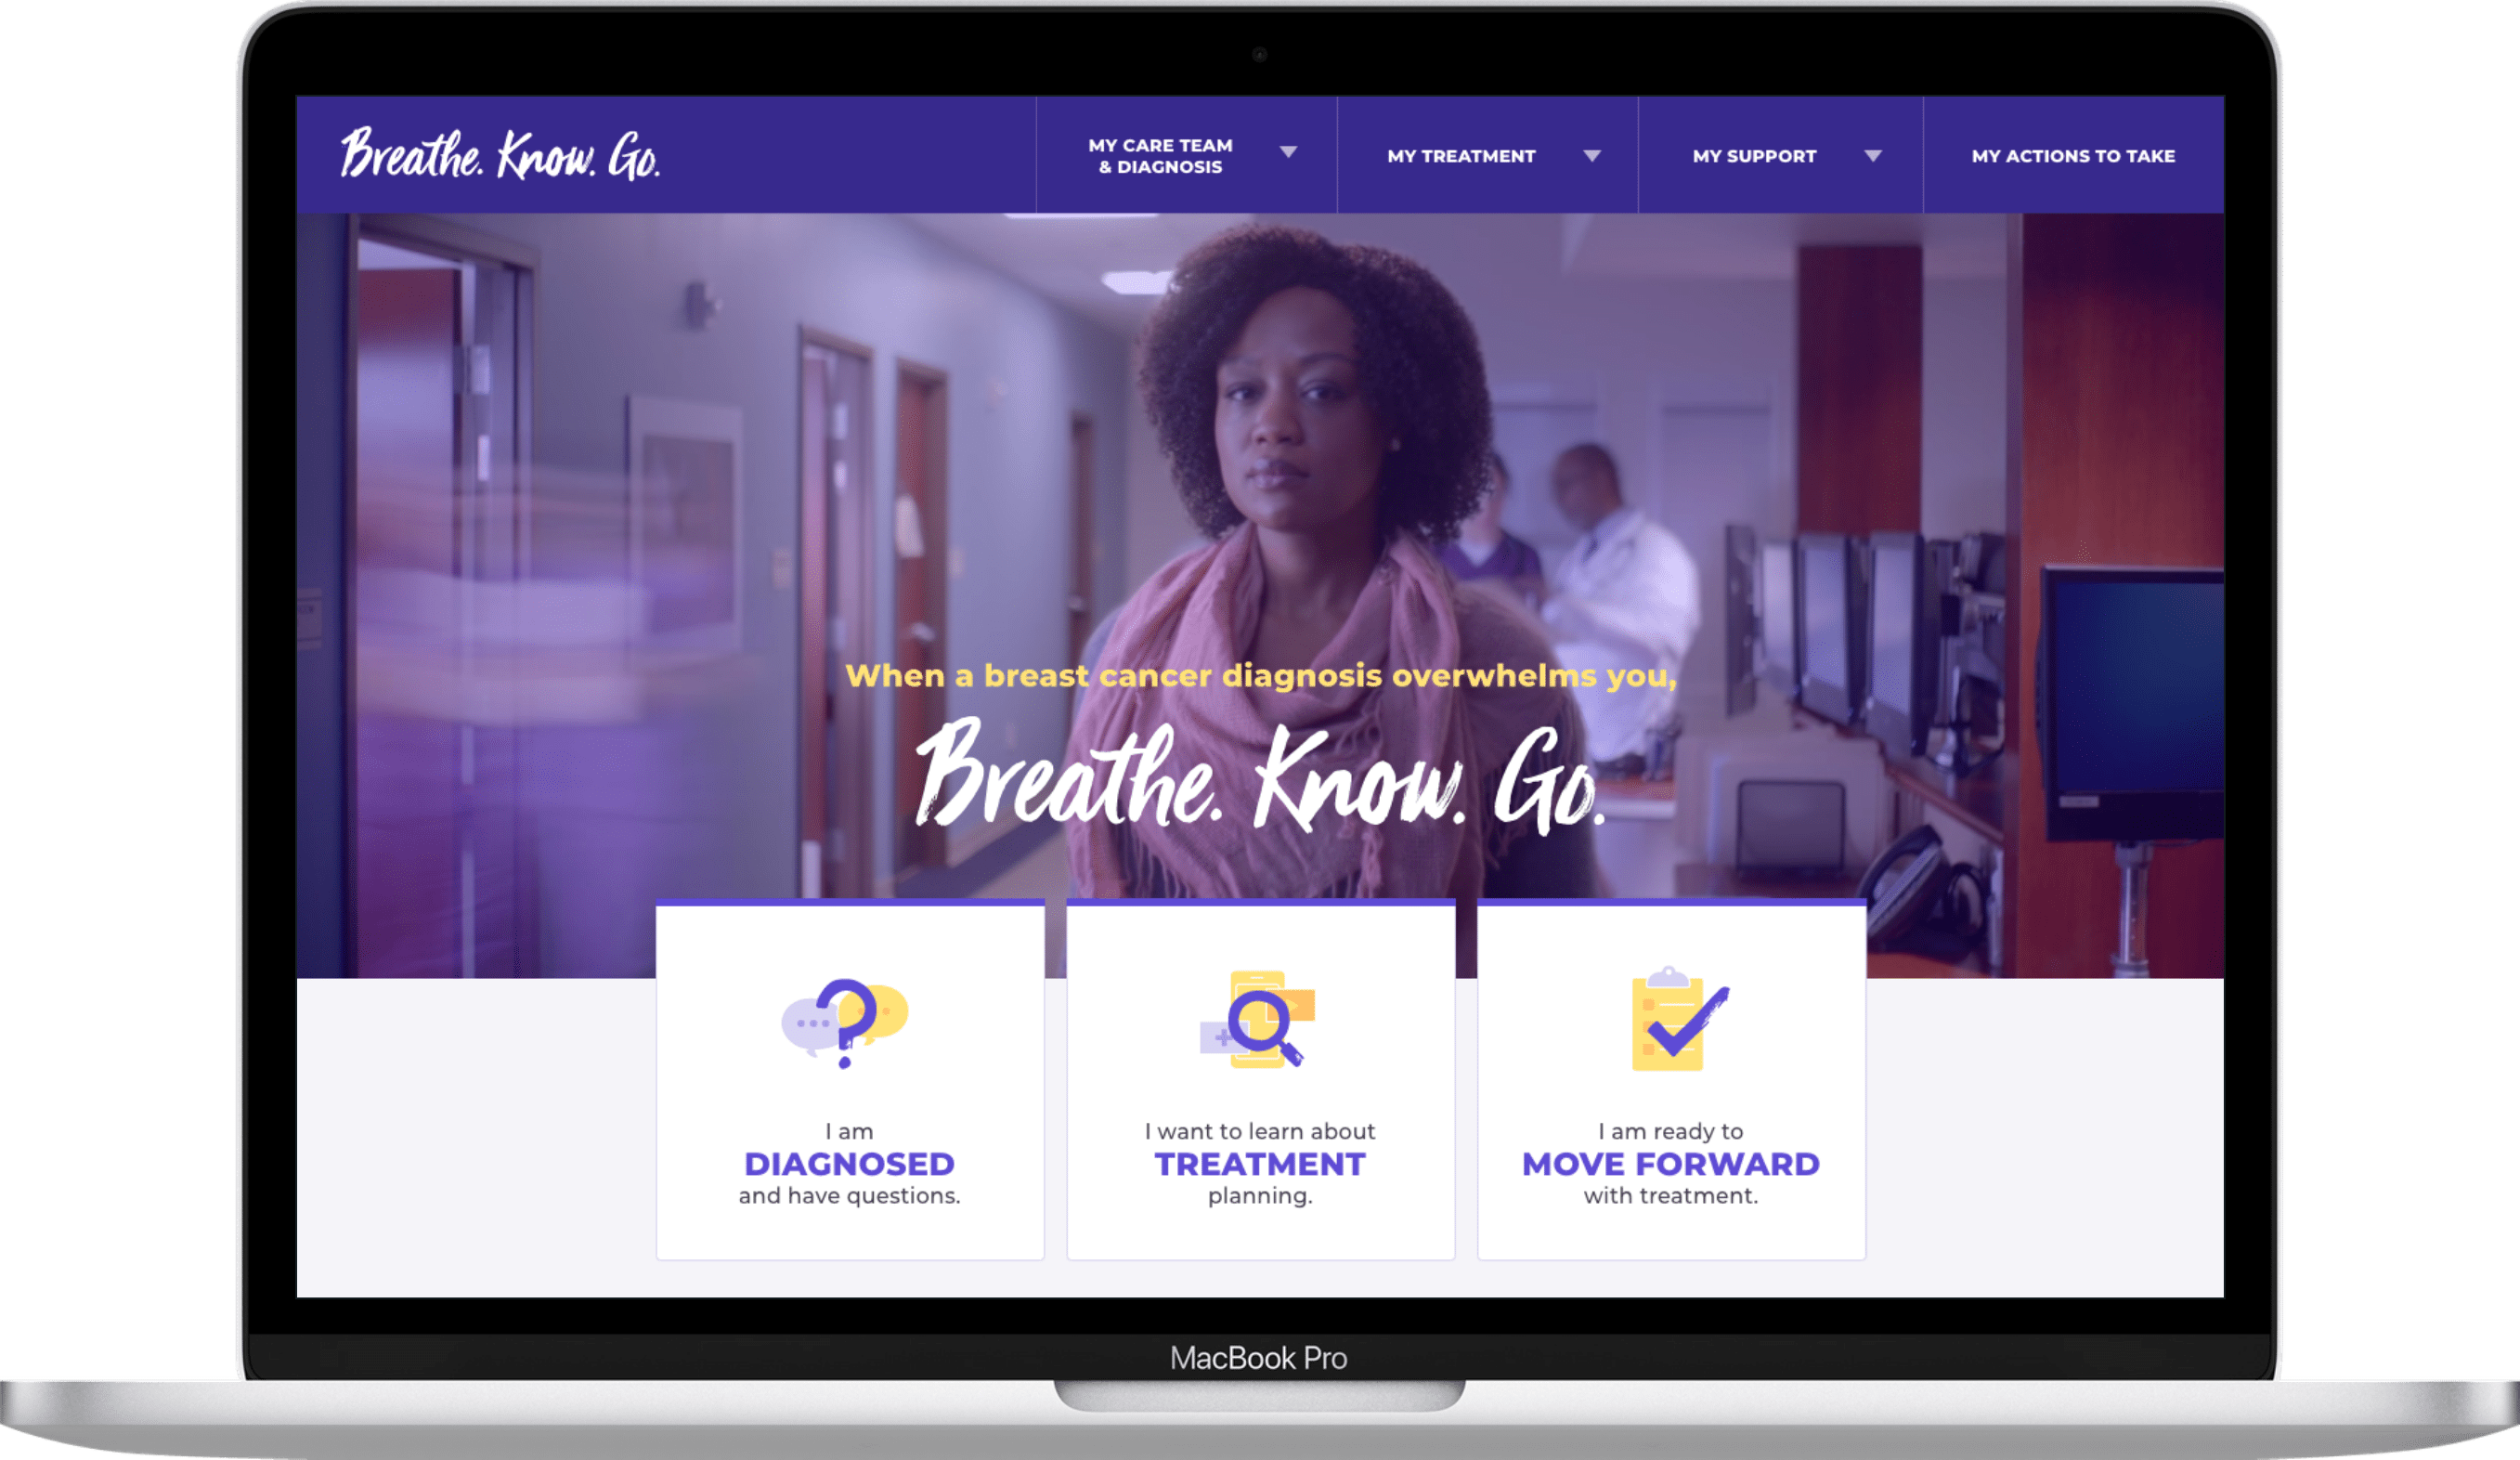 Breathe. Know. Go.
MY CARE TEAM
& DIAGNOSIS
MY TREATMENT
MY SUPPORT
MY ACTIONS TO TAKE
When a breast cancer diagnosis overwhelms you,
Breathe. Know. Go.
I am
DIAGNOSED
and have questions.
I want to learn about
TREATMENT
planning.
I am ready to
MOVE FORWARD
with treatment.
MacBook Pro